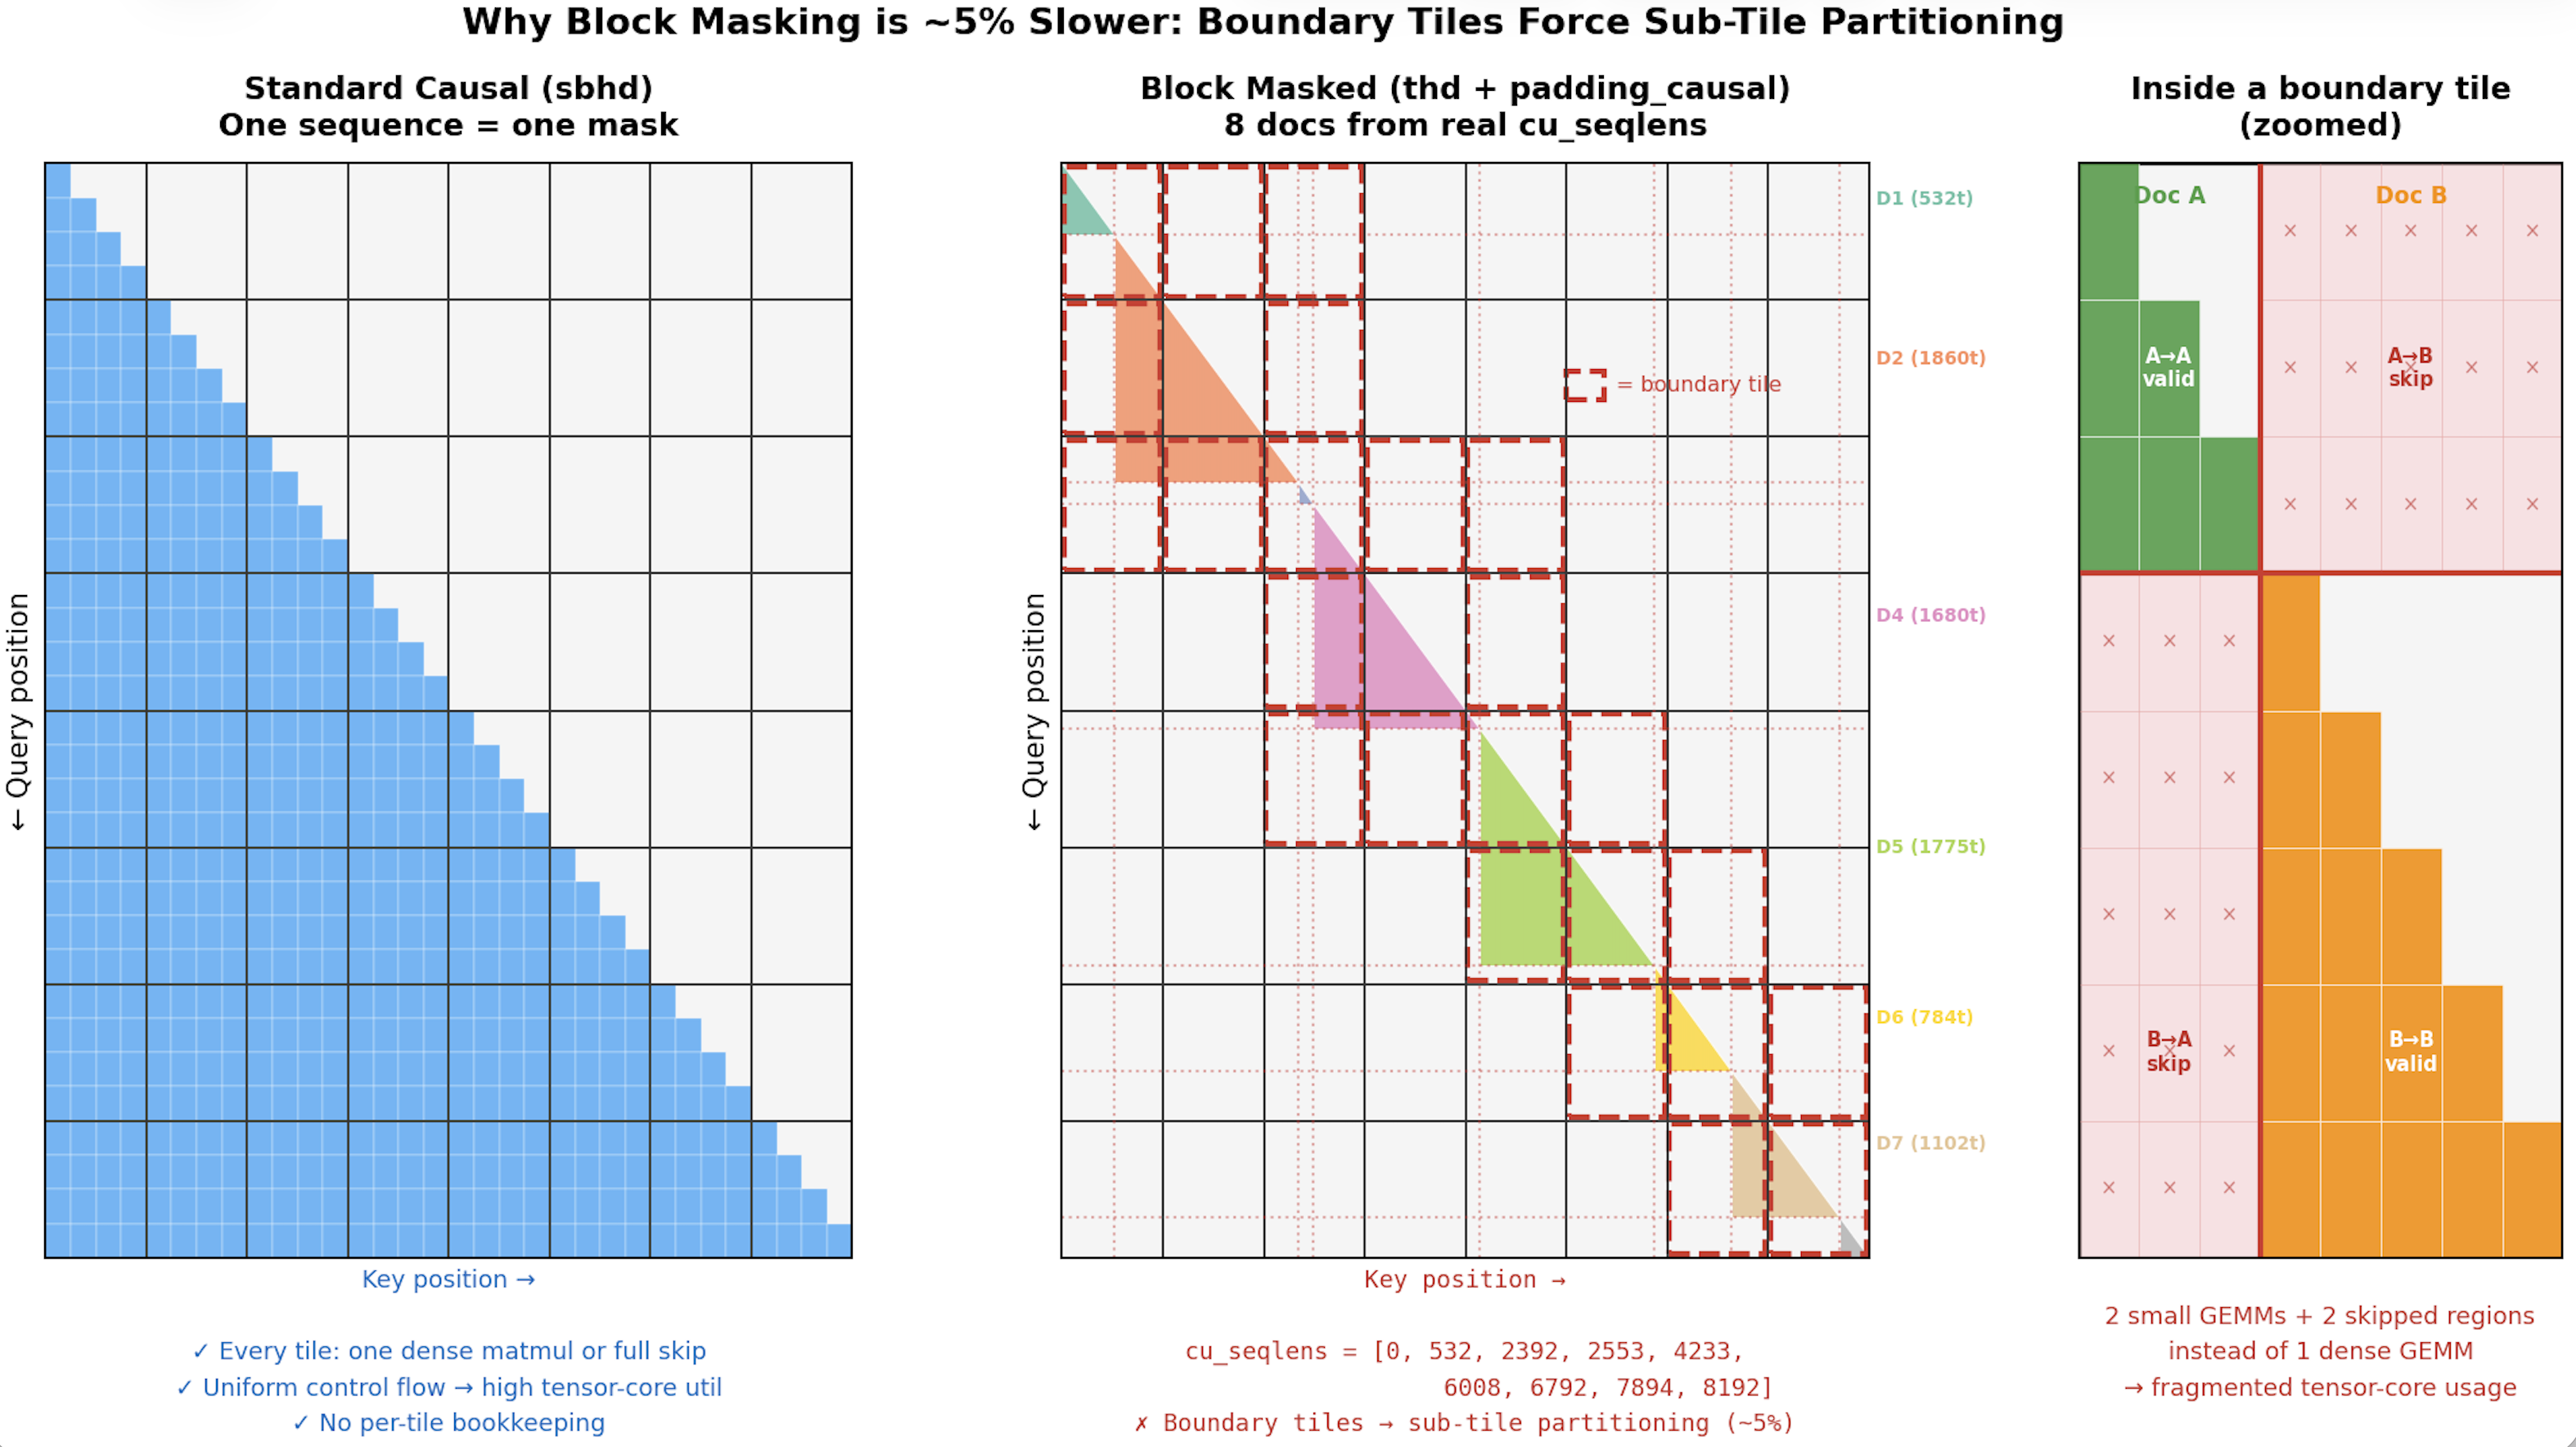 Why Block Masking is ~5% Slower: Boundary Tiles Force Sub-Tile Partitioning
Standard Causal (sbhd)
One sequence = one mask
← Query position
Key position →
✓ Every tile: one dense matmul or full skip
✓ Uniform control flow → high tensor-core util
✓ No per-tile bookkeeping
Block Masked (thd + padding_causal)
8 docs from real cu_seqlens
← Query position
= boundary tile
D1 (532t)
D2 (1860t)
D4 (1680t)
D5 (1775t)
D6 (784t)
D7 (1102t)
Key position →
cu_seqlens = [0, 532, 2392, 2553, 4233,
6008, 6792, 7894, 8192]
✗ Boundary tiles → sub-tile partitioning (~5%)
Inside a boundary tile
(zoomed)
Doc A
Doc B
A→A
valid
A→B
skip
B→A
skip
B→B
valid
2 small GEMMs + 2 skipped regions
instead of 1 dense GEMM
→ fragmented tensor-core usage